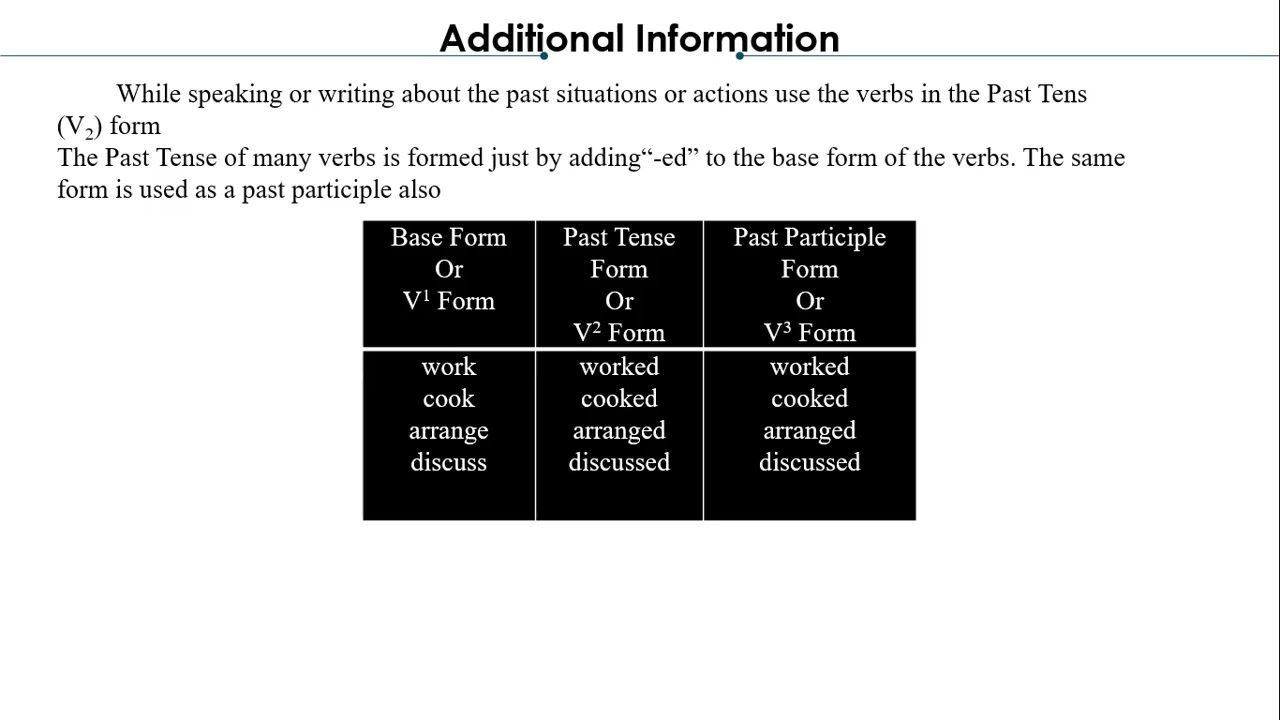 Additional Information
While speaking or writing about the past situations or actions use the verbs in the Past Tens
(V₂) form
The Past Tense of many verbs is formed just by adding“-ed” to the base form of the verbs. The same
form is used as a past participle also
Base Form
Or
V¹ Form
Past Tense
Form
Or
V² Form
Past Participle
Form
Or
V³ Form
work
cook
arrange
discuss
worked
cooked
arranged
discussed
worked
cooked
arranged
discussed